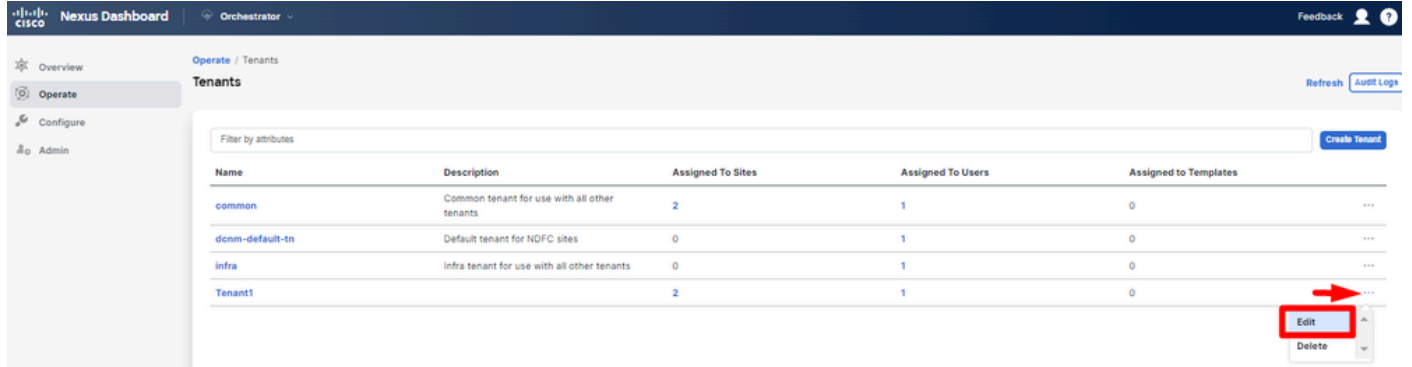 cisco Nexus Dashboard Orchestrator Feedback ?
Overview
Operate
Configure
Admin
Operate / Tenants
Tenants
Refresh Audit Logs
Filter by attributes Create Tenant
Name Description Assigned To Sites Assigned To Users Assigned to Templates
common Common tenant for use with all other
tenants 2 1 0 ...
dcnm-default-tn Default tenant for NDFC sites 0 1 0 ...
infra Infra tenant for use with all other tenants 0 1 0 ...
Tenant1 2 1 0 ...
Edit
Delete